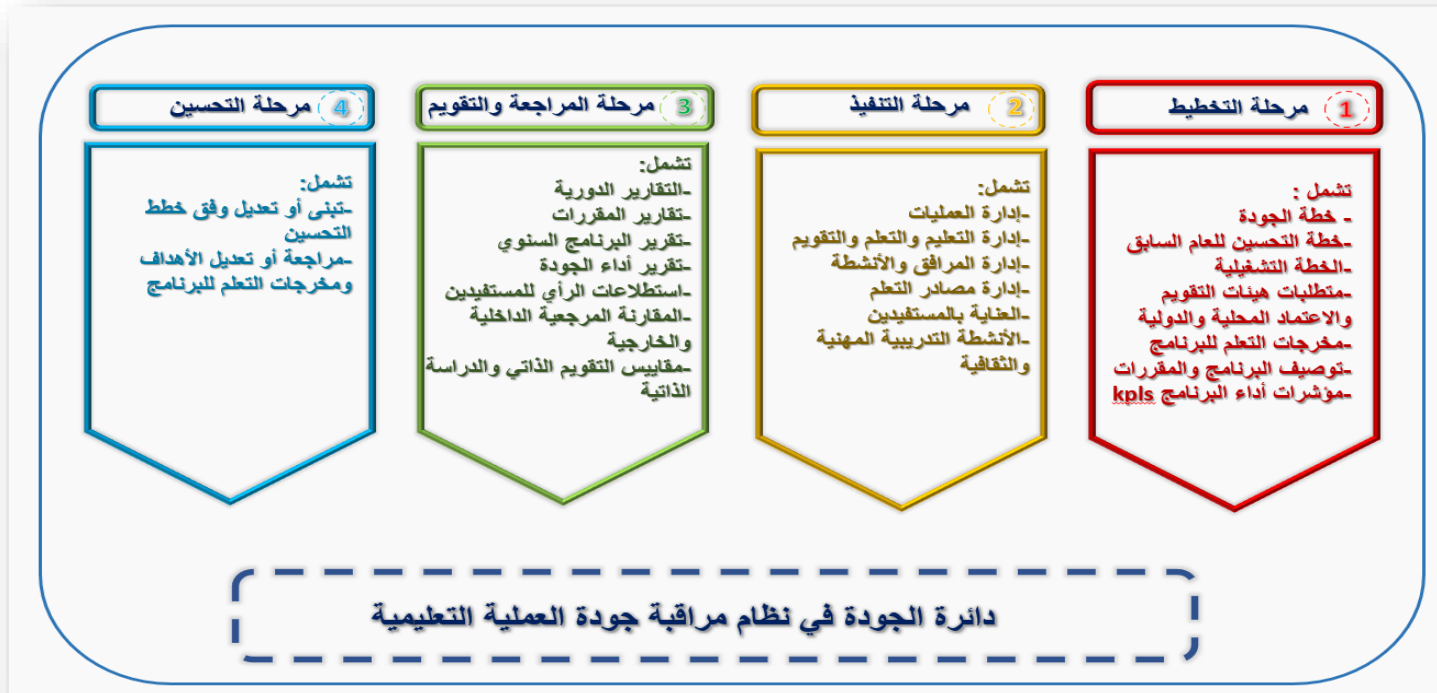 1 مرحلة التخطيط
تشمل :
- خطة الجودة
-خطة التحسين للعام السابق
-الخطة التشغيلية
-متطلبات هيئات التقويم
والاعتماد المحلية والدولية
-مخرجات التعلم للبرنامج
-توصيف البرنامج والمقررات
-مؤشرات أداء البرنامج kpls
2 مرحلة التنفيذ
تشمل:
-إدارة العمليات
-إدارة التعليم والتعلم والتقويم
-إدارة المرافق والأنشطة
-إدارة مصادر التعلم
-العناية بالمستفيدين
-الأنشطة التدريبية المهنية
والثقافية
3 مرحلة المراجعة والتقويم
تشمل:
-التقارير الدورية
-تقارير المقررات
-تقرير البرنامج السنوي
-تقرير أداء الجودة
-استطلاعات الرأي للمستفيدين
-المقارنة المرجعية الداخلية
والخارجية
-مقاييس التقويم الذاتي والدراسة
الذاتية
4 مرحلة التحسين
تشمل:
-تبنى أو تعديل وفق خطط
التحسين
-مراجعة أو تعديل الأهداف
ومخرجات التعلم للبرنامج
دائرة الجودة في نظام مراقبة جودة العملية التعليمية